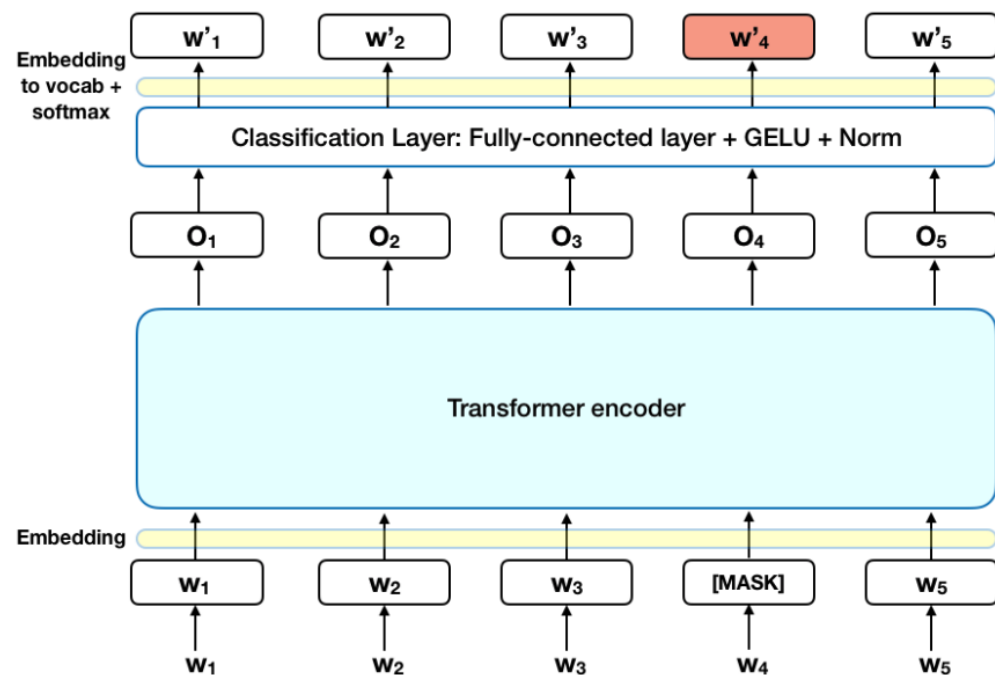 w’₁ w’₂ w’₃ w’₄ w’₅
Embedding
to vocab +
softmax
Classification Layer: Fully-connected layer + GELU + Norm
O₁ O₂ O₃ O₄ O₅
Transformer encoder
Embedding
w₁ w₂ w₃ [MASK] w₅
w₁ w₂ w₃ w₄ w₅